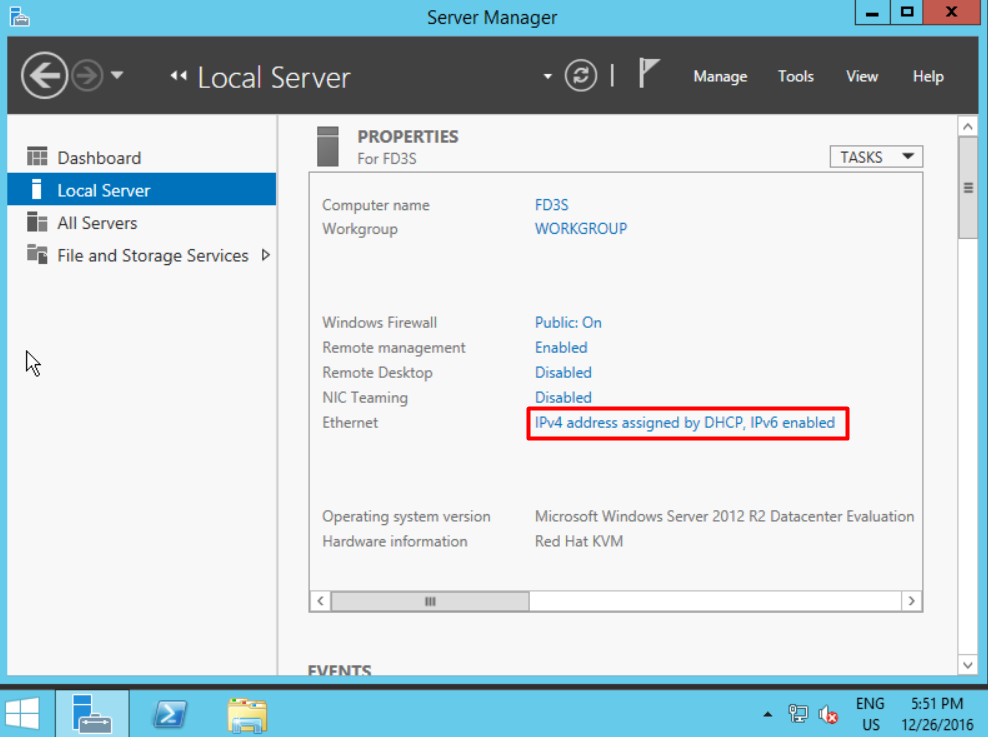 Server Manager
Local Server
Manage Tools View Help
Dashboard
Local Server
All Servers
File and Storage Services
PROPERTIES
For FD3S
TASKS
Computer name FD3S
Workgroup WORKGROUP
Windows Firewall Public: On
Remote management Enabled
Remote Desktop Disabled
NIC Teaming Disabled
Ethernet IPv4 address assigned by DHCP, IPv6 enabled
Operating system version Microsoft Windows Server 2012 R2 Datacenter Evaluation
Hardware information Red Hat KVM
EVENTS
ENG 5:51 PM
US 12/26/2016